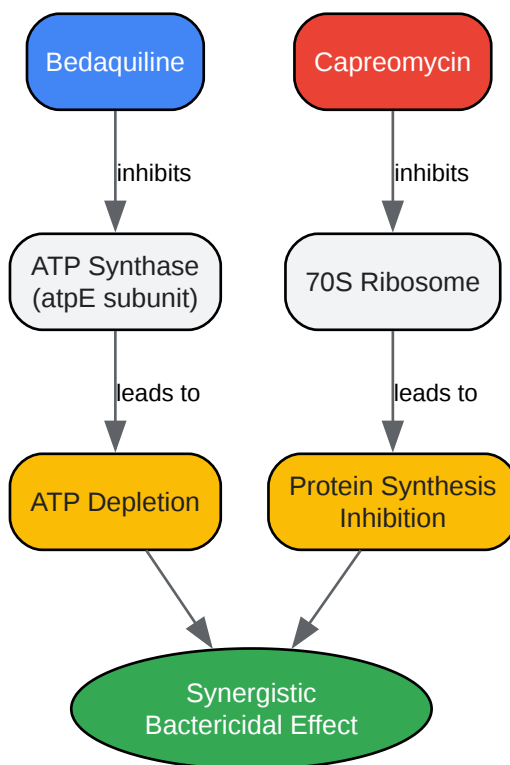 Bedaquiline
Capreomycin
inhibits
inhibits
ATP Synthase
(atpE subunit)
70S Ribosome
leads to
leads to
ATP Depletion
Protein Synthesis
Inhibition
Synergistic
Bactericidal Effect